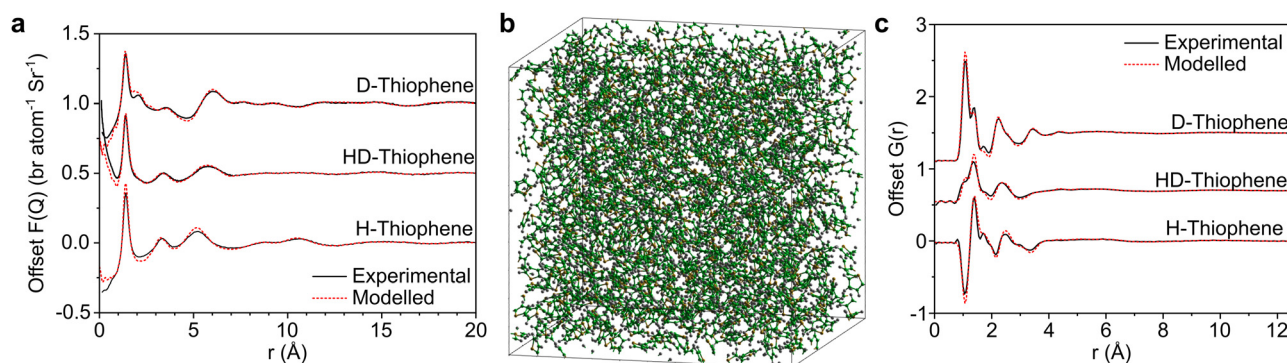 a
Offset F(Q) (br atom⁻¹ Sr⁻¹)
1.5
1.0
0.5
0.0
-0.5
D-Thiophene
HD-Thiophene
H-Thiophene
Experimental
Modelled
0 5 10 15 20
r (Å)
b
c
Offset G(r)
3
2
1
0
-1
Experimental
Modelled
D-Thiophene
HD-Thiophene
H-Thiophene
0 2 4 6 8 10 12
r (Å)